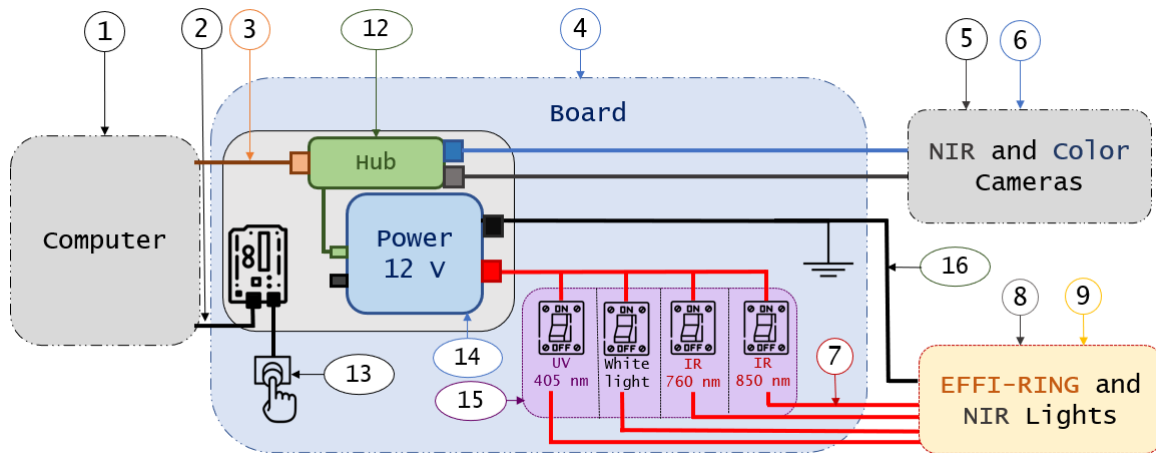 1
2
3
12
4
5
6
Board
Hub
NIR and Color
Cameras
Computer
Power
12 V
8
16
8
9
ON
OFF
ON
OFF
ON
OFF
ON
OFF
UV
405 nm
White
light
IR
760 nm
IR
850 nm
7
13
14
15
EFFI-RING and
NIR Lights